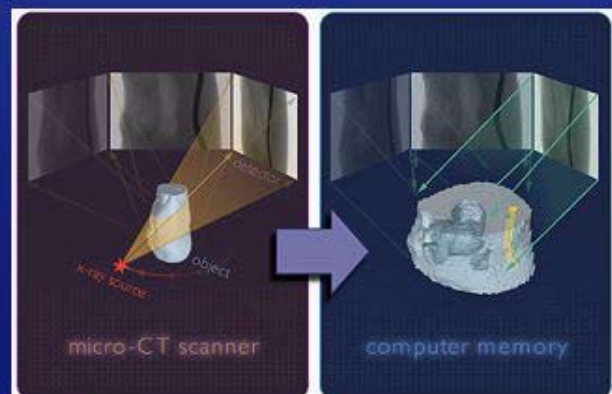 detector
object
x-ray source
micro-CT scanner
computer memory